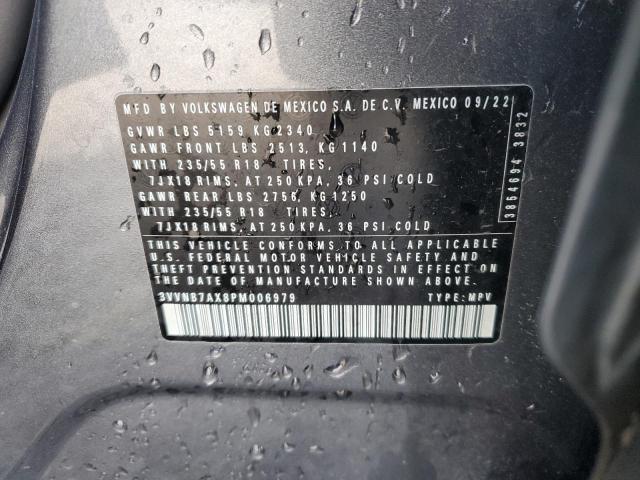 MFD BY VOLKSWAGEN DE MEXICO S.A. DE C.V. MEXICO 09/22
GVWR LBS 5159, KG 2340
GAWR FRONT LBS 2513, KG 1140
WITH 235/55 R18 TIRES,
7JX18 RIMS, AT 250 KPA, 36 PSI COLD
GAWR REAR LBS 2756, KG 1250
WITH 235/55 R18 TIRES,
7JX18 RIMS, AT 250 KPA, 36 PSI COLD
THIS VEHICLE CONFORMS TO ALL APPLICABLE
U.S. FEDERAL MOTOR VEHICLE SAFETY AND
THEFT PREVENTION STANDARDS IN EFFECT ON
THE DATE OF MANUFACTURE SHOWN ABOVE.
3VVNB7AX8PM006979 TYPE: MPV
3854694 3832